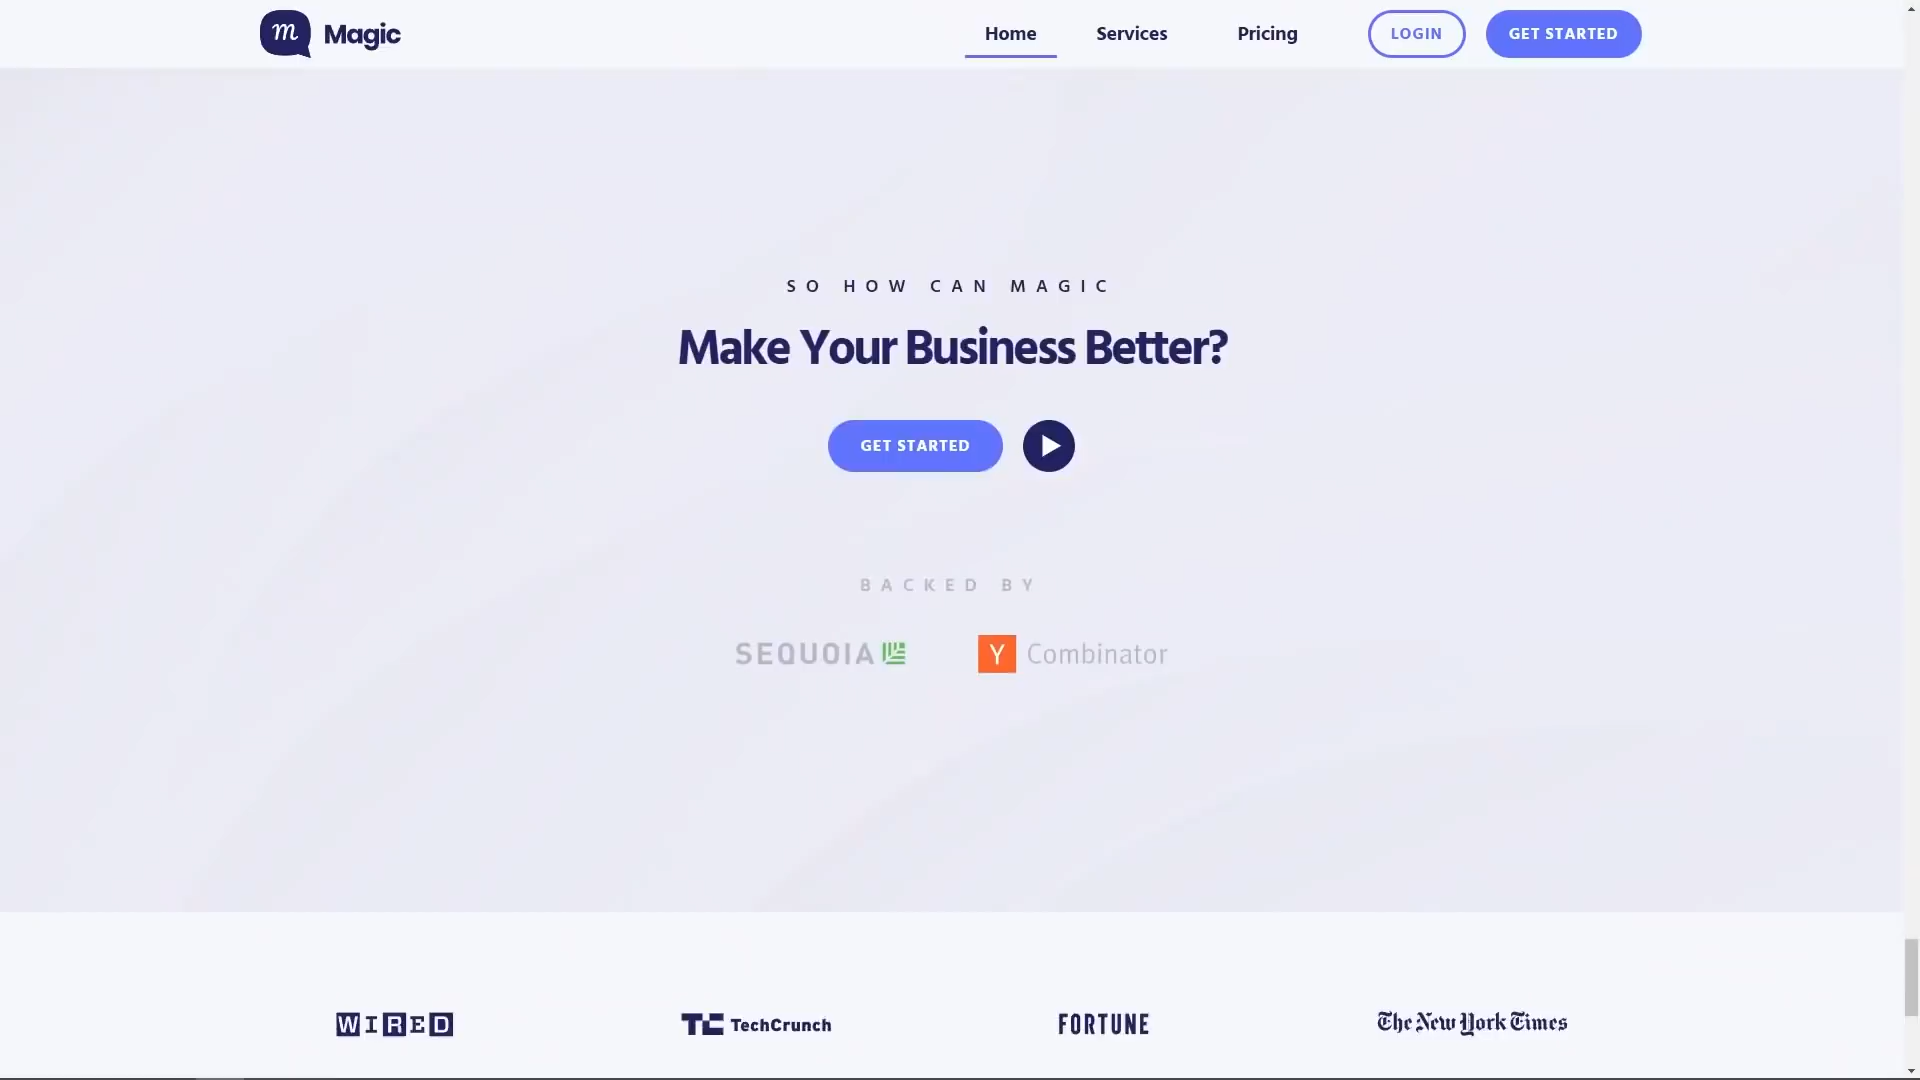 m Magic
Home
Services
Pricing
LOGIN
GET STARTED
SO HOW CAN MAGIC
Make Your Business Better?
GET STARTED
BACKED BY
SEQUOIA
Y Combinator
WIRED
TC TechCrunch
FORTUNE
The New York Times